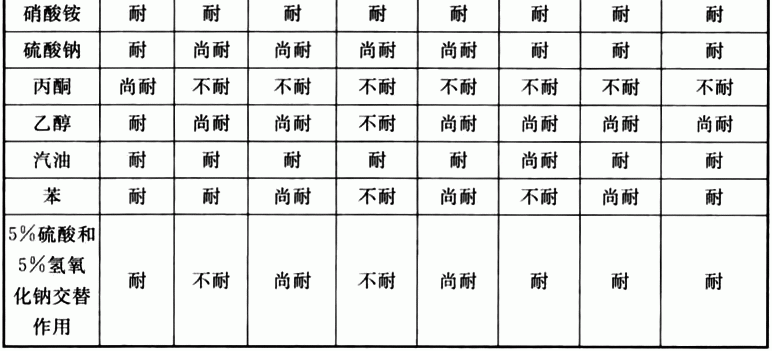 硝酸铵 耐 耐 耐 耐 耐 耐 耐 耐
硫酸钠 耐 尚耐 尚耐 尚耐 尚耐 耐 耐 耐
丙酮 尚耐 不耐 不耐 不耐 不耐 不耐 不耐 不耐
乙醇 耐 尚耐 尚耐 不耐 尚耐 尚耐 尚耐 尚耐
汽油 耐 耐 耐 耐 耐 尚耐 耐 耐
苯 耐 耐 尚耐 不耐 尚耐 不耐 尚耐 耐
5%硫酸和
5%氢氧
化钠交替
作用
耐 不耐 尚耐 不耐 尚耐 耐 耐 耐